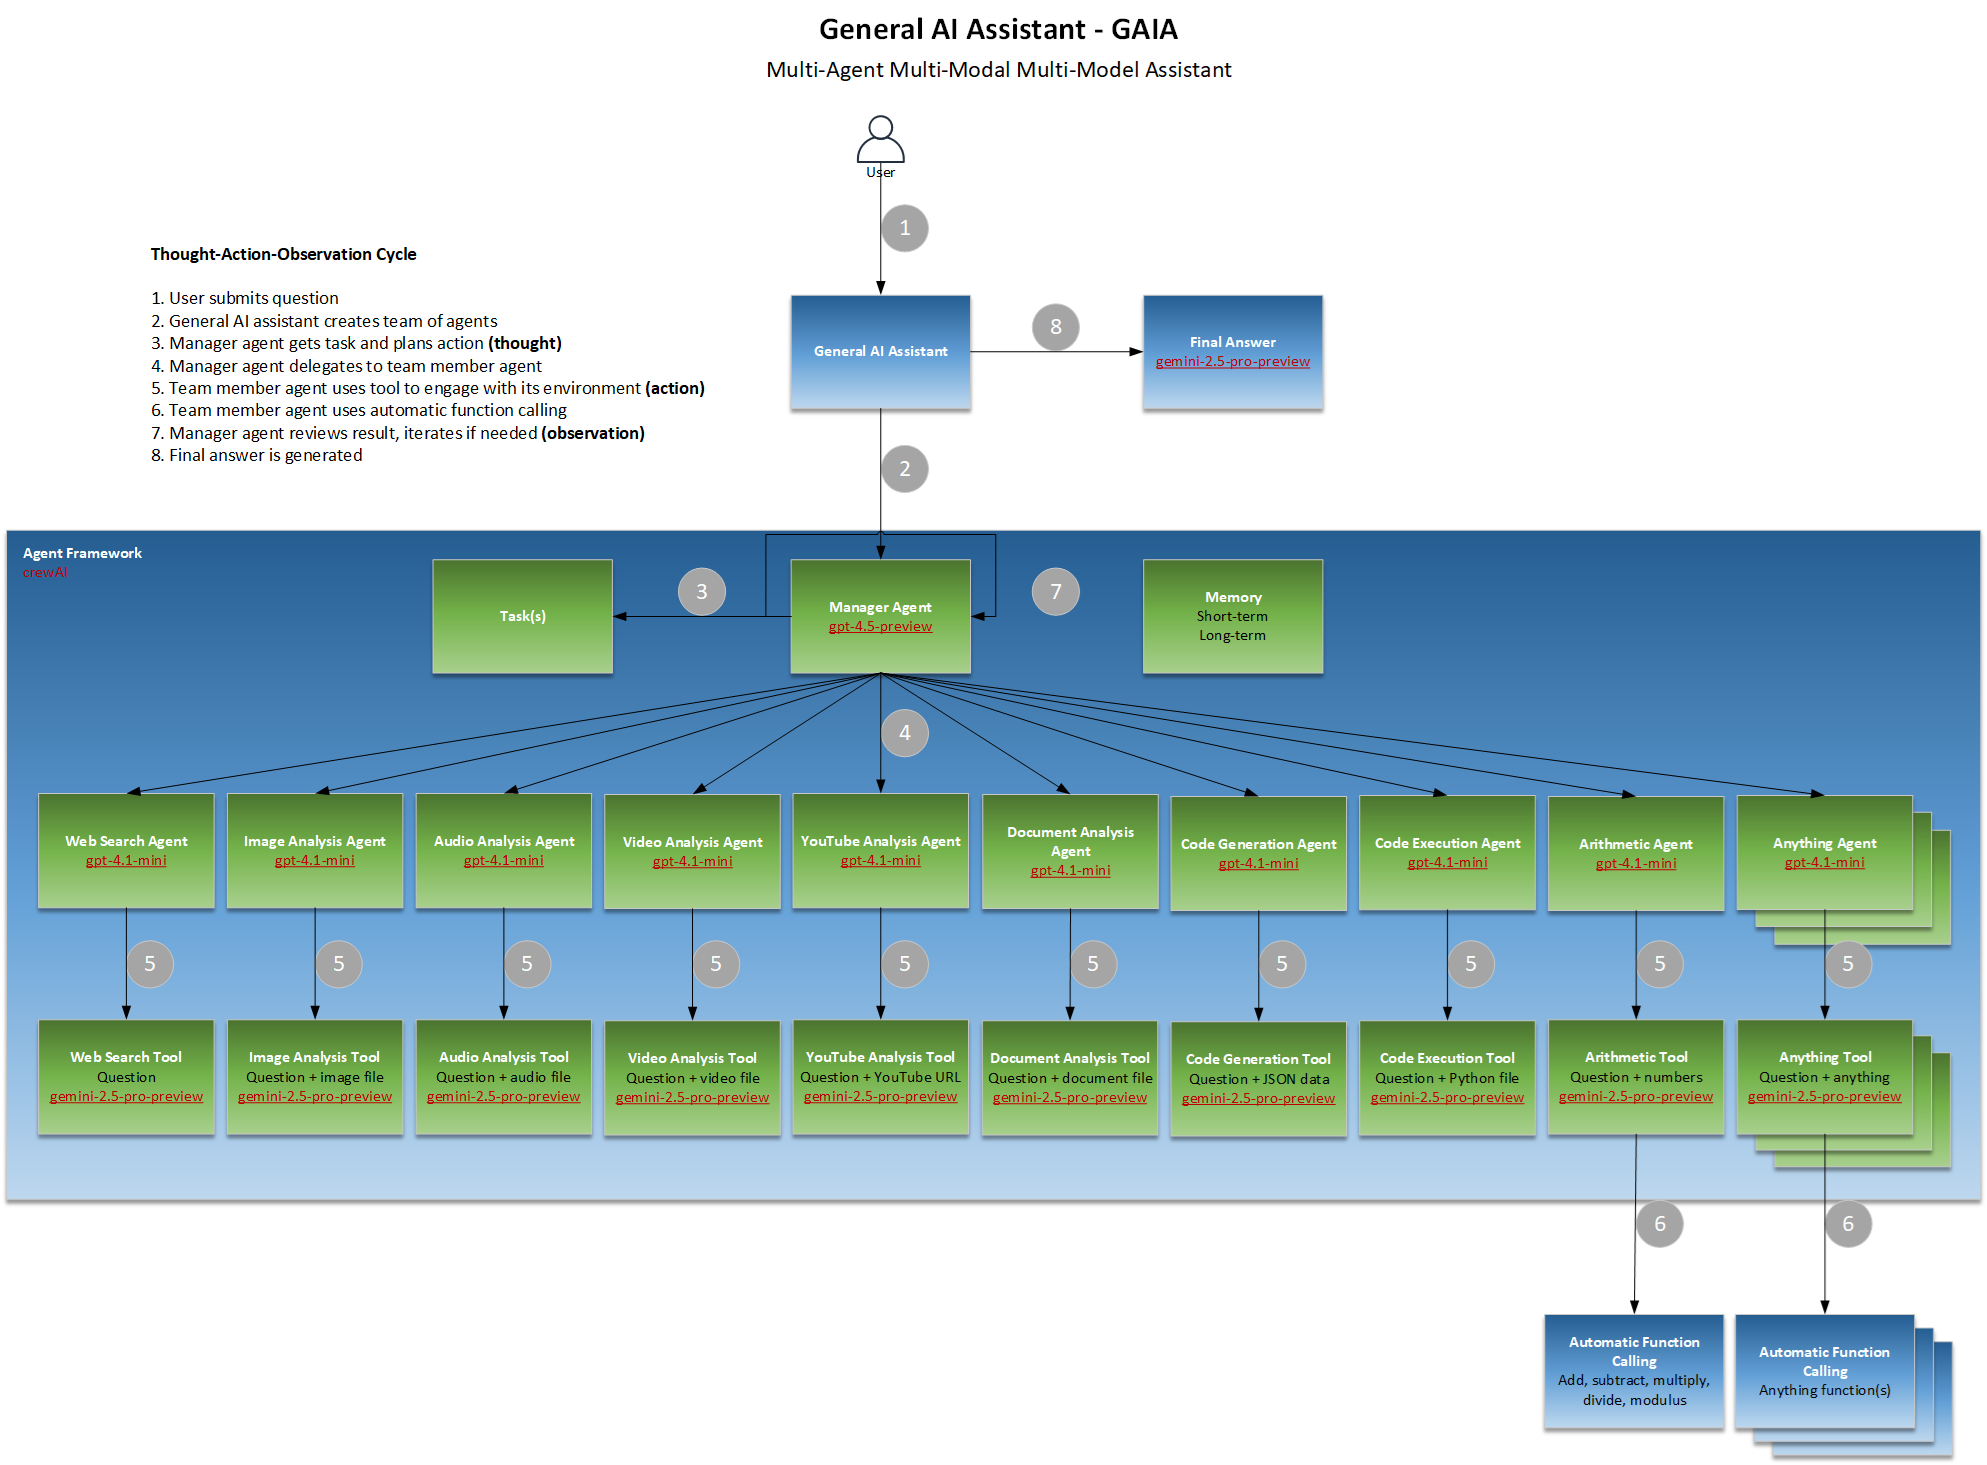 General AI Assistant - GAIA
Multi-Agent Multi-Modal Multi-Model Assistant
User
1
Thought-Action-Observation Cycle
1. User submits question
2. General AI assistant creates team of agents
3. Manager agent gets task and plans action (thought)
4. Manager agent delegates to team member agent
5. Team member agent uses tool to engage with its environment (action)
6. Team member agent uses automatic function calling
7. Manager agent reviews result, iterates if needed (observation)
8. Final answer is generated
General AI Assistant
8
Final Answer
gemini-2.5-pro-preview
2
Agent Framework
crewAI
Task(s)
3
Manager Agent
gpt-4.5-preview
7
Memory
Short-term
Long-term
4
Web Search Agent
gpt-4.1-mini
Image Analysis Agent
gpt-4.1-mini
Audio Analysis Agent
gpt-4.1-mini
Video Analysis Agent
gpt-4.1-mini
YouTube Analysis Agent
gpt-4.1-mini
Document Analysis
Agent
gpt-4.1-mini
Code Generation Agent
gpt-4.1-mini
Code Execution Agent
gpt-4.1-mini
Arithmetic Agent
gpt-4.1-mini
Anything Agent
gpt-4.1-mini
5
5
5
5
5
5
5
5
5
5
Web Search Tool
Question
gemini-2.5-pro-preview
Image Analysis Tool
Question + image file
gemini-2.5-pro-preview
Audio Analysis Tool
Question + audio file
gemini-2.5-pro-preview
Video Analysis Tool
Question + video file
gemini-2.5-pro-preview
YouTube Analysis Tool
Question + YouTube URL
gemini-2.5-pro-preview
Document Analysis Tool
Question + document file
gemini-2.5-pro-preview
Code Generation Tool
Question + JSON data
gemini-2.5-pro-preview
Code Execution Tool
Question + Python file
gemini-2.5-pro-preview
Arithmetic Tool
Question + numbers
gemini-2.5-pro-preview
Anything Tool
Question + anything
gemini-2.5-pro-preview
6
6
Automatic Function
Calling
Add, subtract, multiply,
divide, modulus
Automatic Function
Calling
Anything function(s)